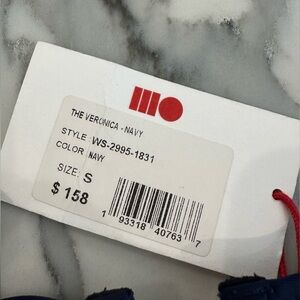 THE VERONICA - NAVY
STYLE: WS-2995-1831
COLOR: NAVY
SIZE: S
$ 158
1 93318 40763 7